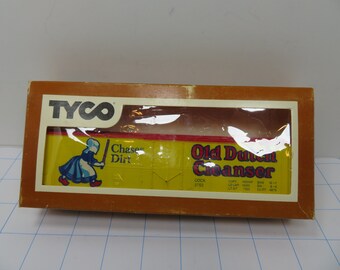 TYCO
Chases
Dirt
Old Dutch
Cleanser